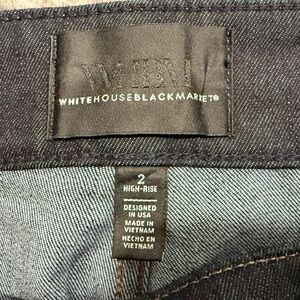 WHBM
WHITEHOUSEBLACKMARKET®
2
HIGH-RISE
DESIGNED
IN USA
MADE IN
VIETNAM
HECHO EN
VIETNAM